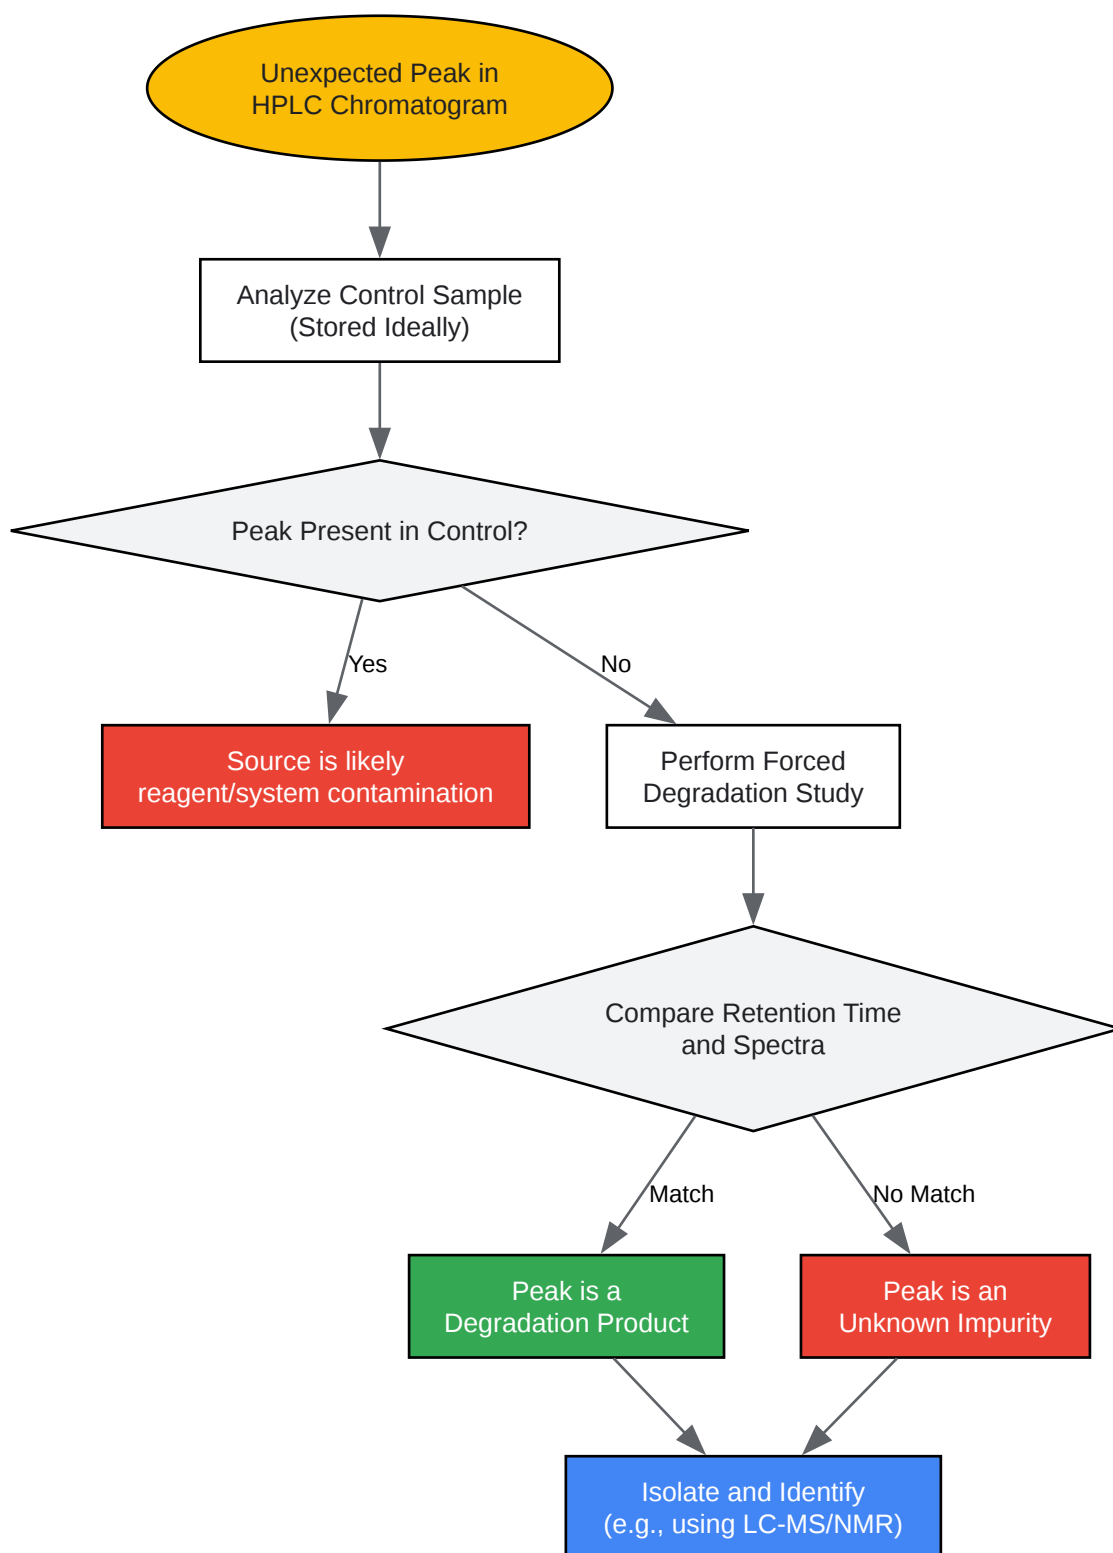 Unexpected Peak in
HPLC Chromatogram
Analyze Control Sample
(Stored Ideally)
Peak Present in Control?
Yes
No
Source is likely
reagent/system contamination
Perform Forced
Degradation Study
Compare Retention Time
and Spectra
Match
No Match
Peak is a
Degradation Product
Peak is an
Unknown Impurity
Isolate and Identify
(e.g., using LC-MS/NMR)